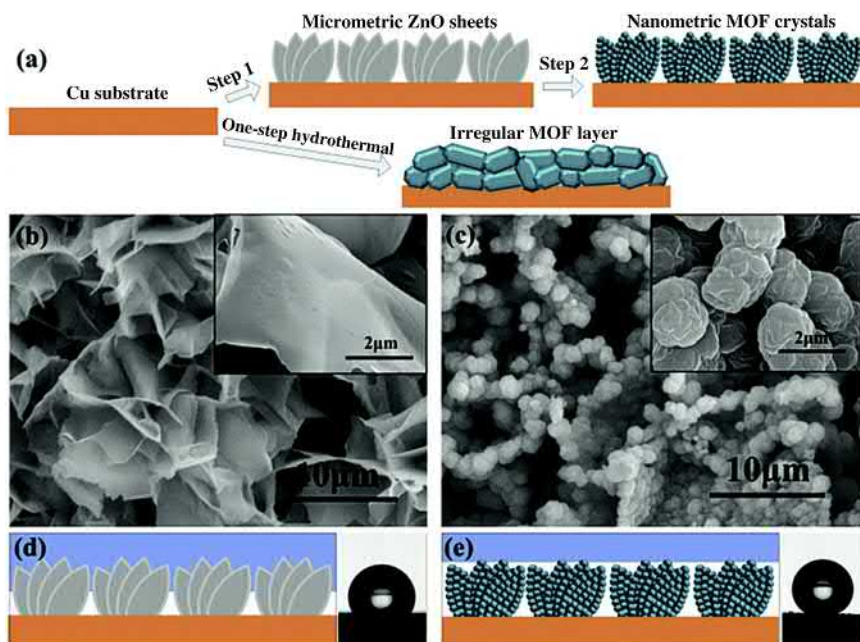 Micrometric ZnO sheets
Nanometric MOF crystals
(a)
Step 1
Step 2
Cu substrate
One-step hydrothermal
Irregular MOF layer
(b)
2μm
10μm
(c)
2μm
10μm
(d)
(e)